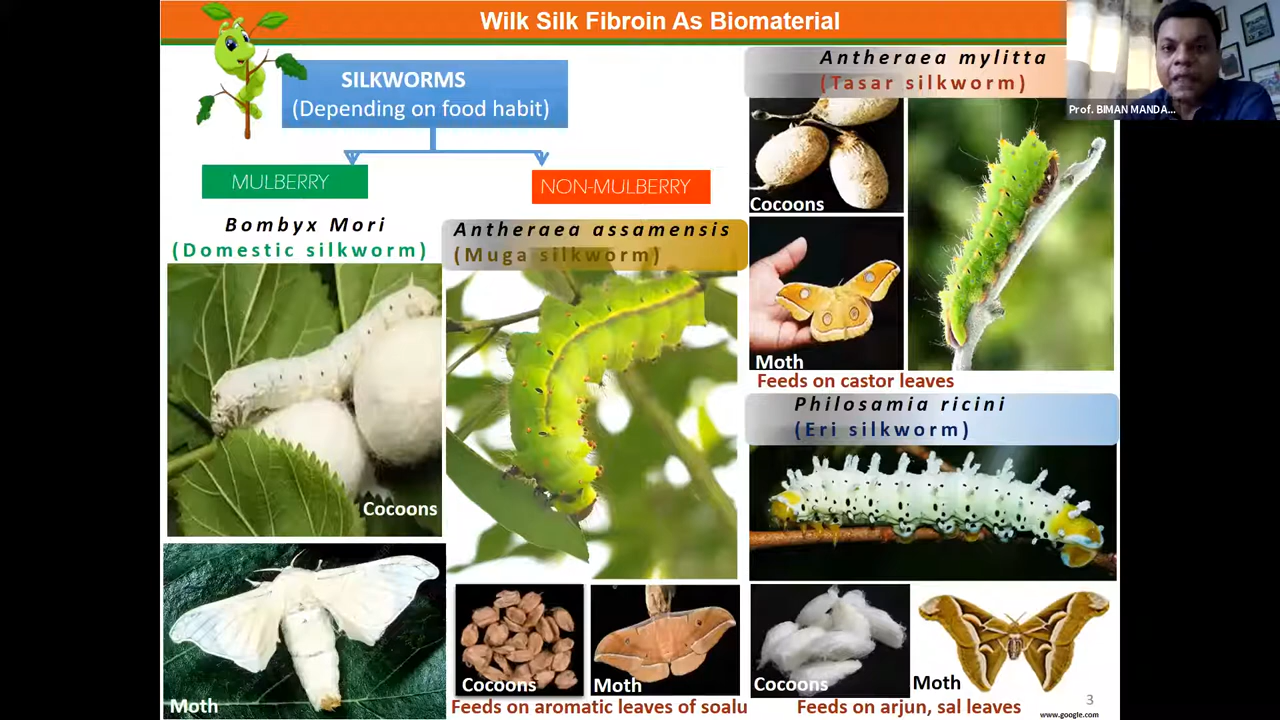 Wilk Silk Fibroin As Biomaterial
SILKWORMS
(Depending on food habit)
MULBERRY
NON-MULBERRY
Bombyx Mori
(Domestic silkworm)
Cocoons
Moth
Antheraea assamensis
(Muga silkworm)
Cocoons
Moth
Feeds on aromatic leaves of soalu
Antheraea mylitta
(Tasar silkworm)
Cocoons
Moth
Feeds on castor leaves
Philosamia ricini
(Eri silkworm)
Cocoons
Moth
Feeds on arjun, sal leaves
3
www.google.com
Prof. BIMAN MANDA...